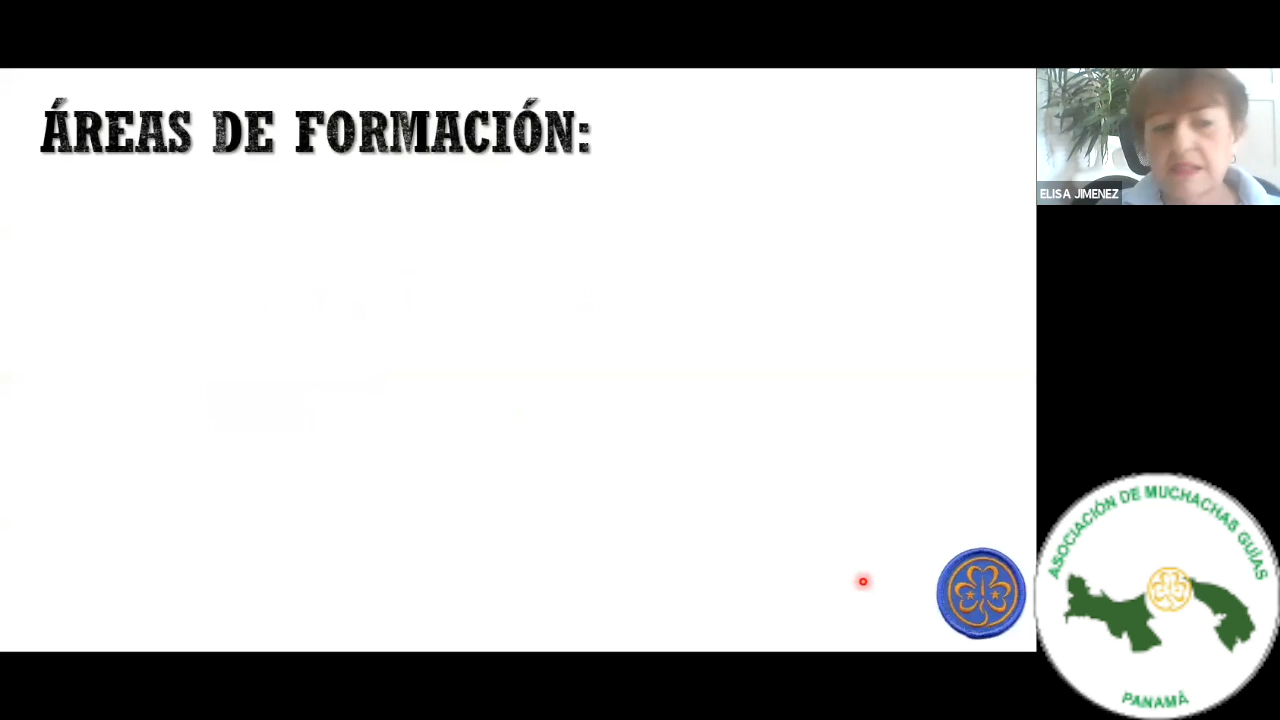 ÁREAS DE FORMACIÓN:
ELISA JIMENEZ
ASOCIACIÓN DE MUCHACHAS GUÍAS
PANAMÁ